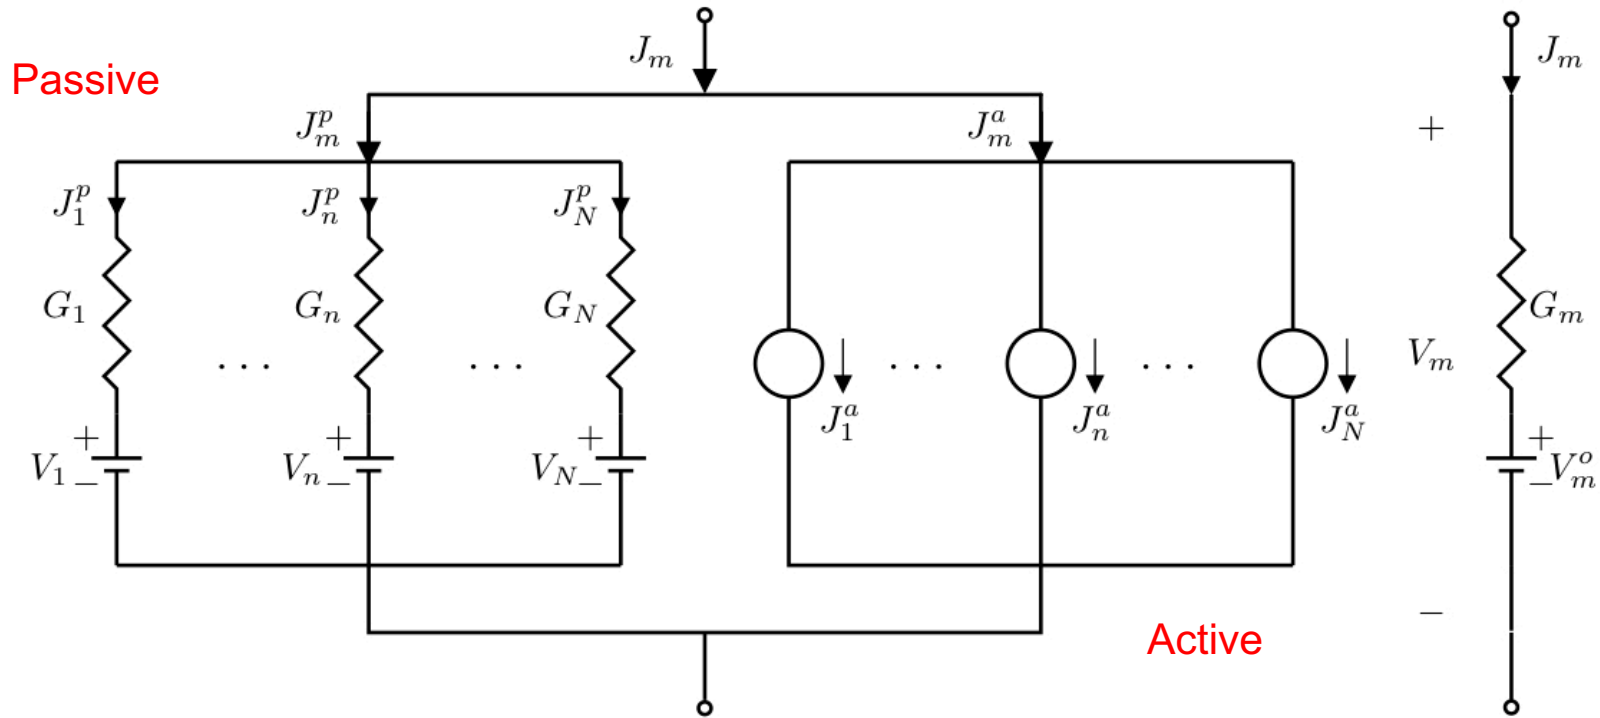 Passive
J_m
J_m
J_m^p
J_m^a
+
J_1^p
J_n^p
J_N^p
G_1
G_n
G_N
G_m
· · ·
· · ·
· · ·
· · ·
V_m
J_1^a
J_n^a
J_N^a
+
+
+
+
V_1 −
V_n −
V_N −
− V_m^o
−
Active